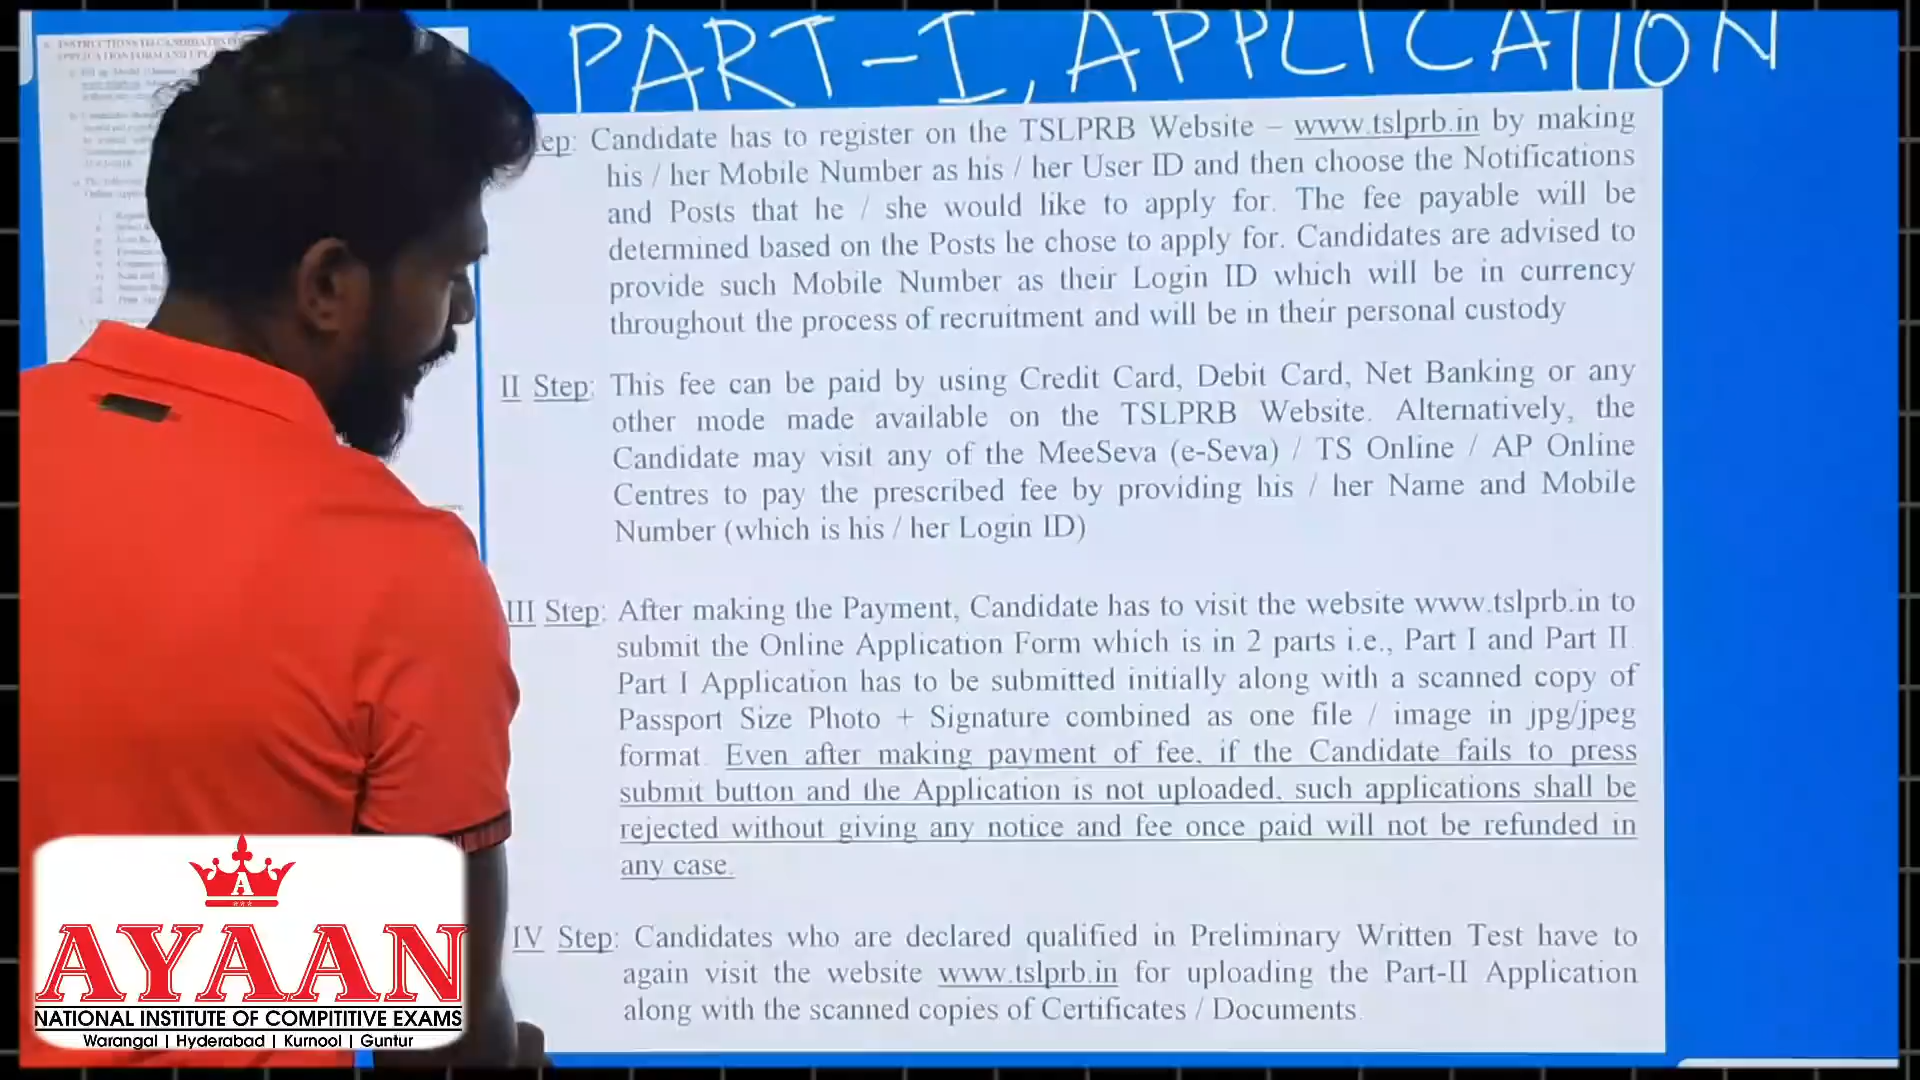 PART-I, APPLICATION
INSTRUCTIONS TO CANDIDATES
ep: Candidate has to register on the TSLPRB Website – www.tslprb.in by making
his / her Mobile Number as his / her User ID and then choose the Notifications
and Posts that he / she would like to apply for. The fee payable will be
determined based on the Posts he chose to apply for. Candidates are advised to
provide such Mobile Number as their Login ID which will be in currency
throughout the process of recruitment and will be in their personal custody
II Step: This fee can be paid by using Credit Card, Debit Card, Net Banking or any
other mode made available on the TSLPRB Website. Alternatively, the
Candidate may visit any of the MeeSeva (e-Seva) / TS Online / AP Online
Centres to pay the prescribed fee by providing his / her Name and Mobile
Number (which is his / her Login ID)
III Step: After making the Payment, Candidate has to visit the website www.tslprb.in to
submit the Online Application Form which is in 2 parts i.e., Part I and Part II.
Part I Application has to be submitted initially along with a scanned copy of
Passport Size Photo + Signature combined as one file / image in jpg/jpeg
format. Even after making payment of fee, if the Candidate fails to press
submit button and the Application is not uploaded, such applications shall be
rejected without giving any notice and fee once paid will not be refunded in
any case.
IV Step: Candidates who are declared qualified in Preliminary Written Test have to
again visit the website www.tslprb.in for uploading the Part-II Application
along with the scanned copies of Certificates / Documents.
A
AYAAN
NATIONAL INSTITUTE OF COMPITITIVE EXAMS
Warangal | Hyderabad | Kurnool | Guntur